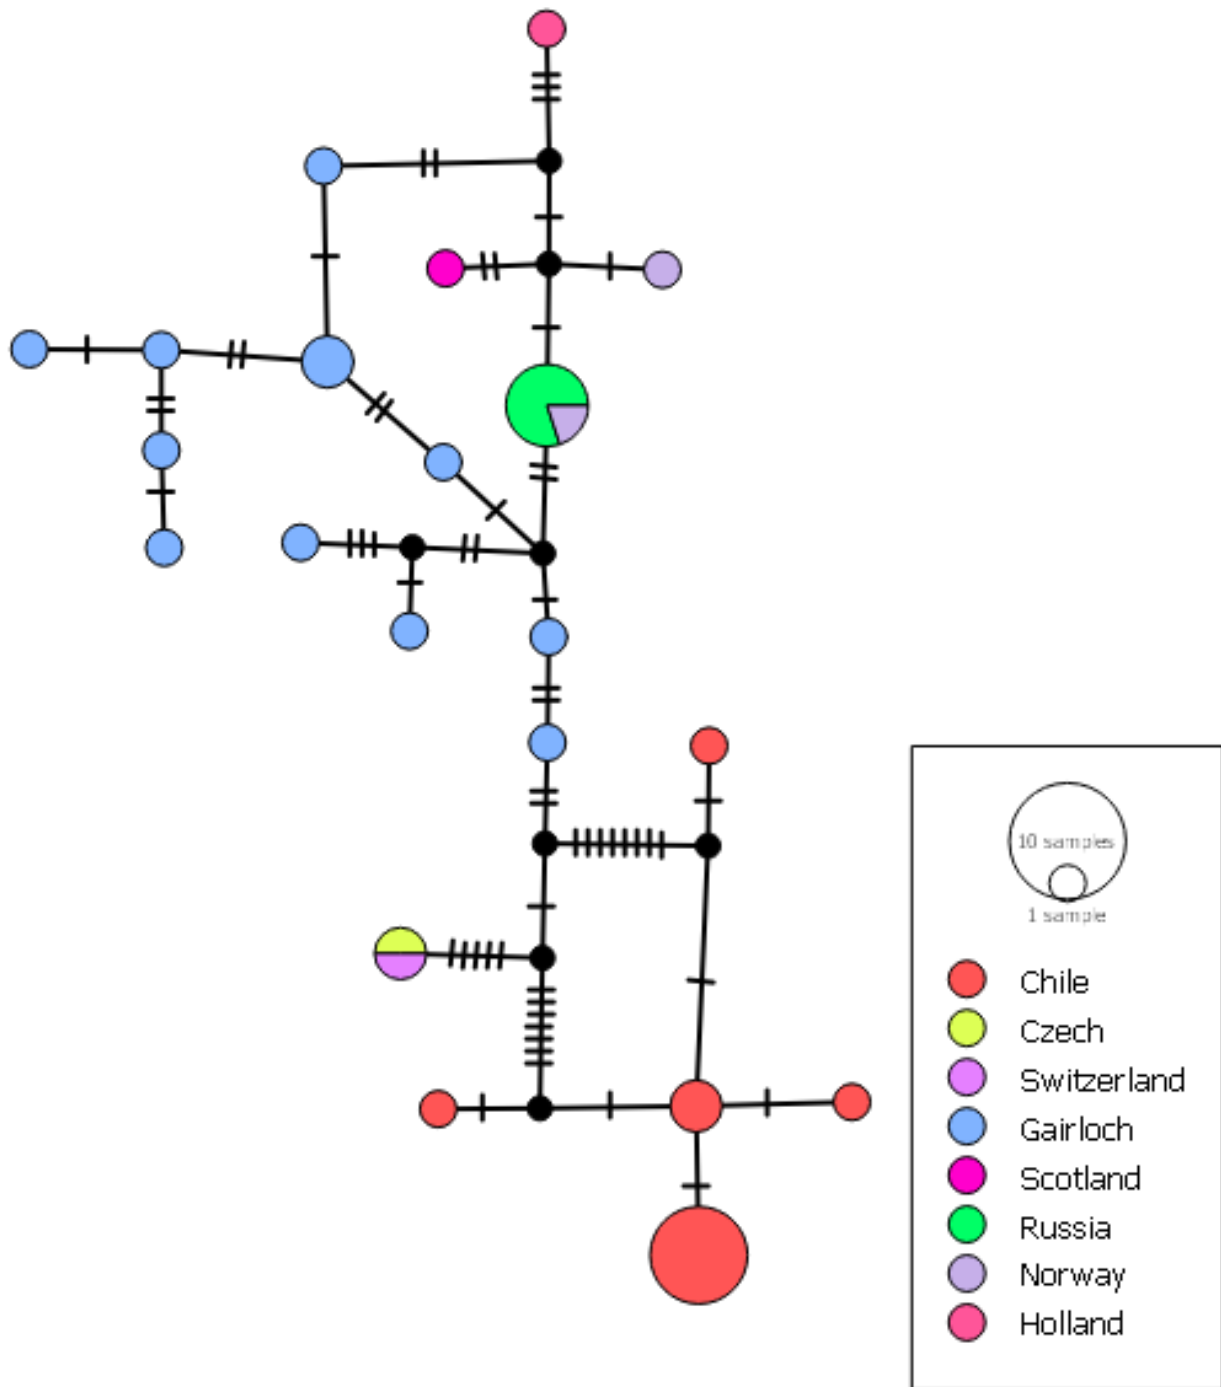 10 samples
1 sample
Chile
Czech
Switzerland
Gairloch
Scotland
Russia
Norway
Holland